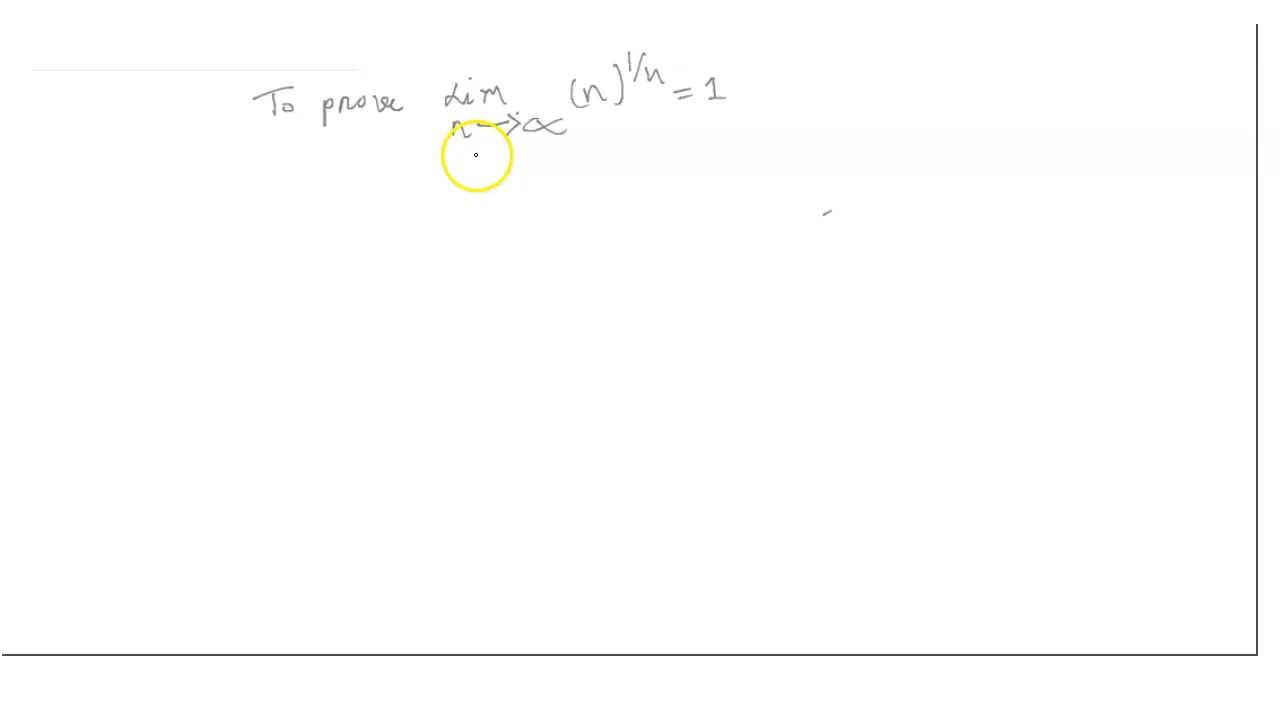 To prove Lim (n)^{1/n} = 1
n → ∝